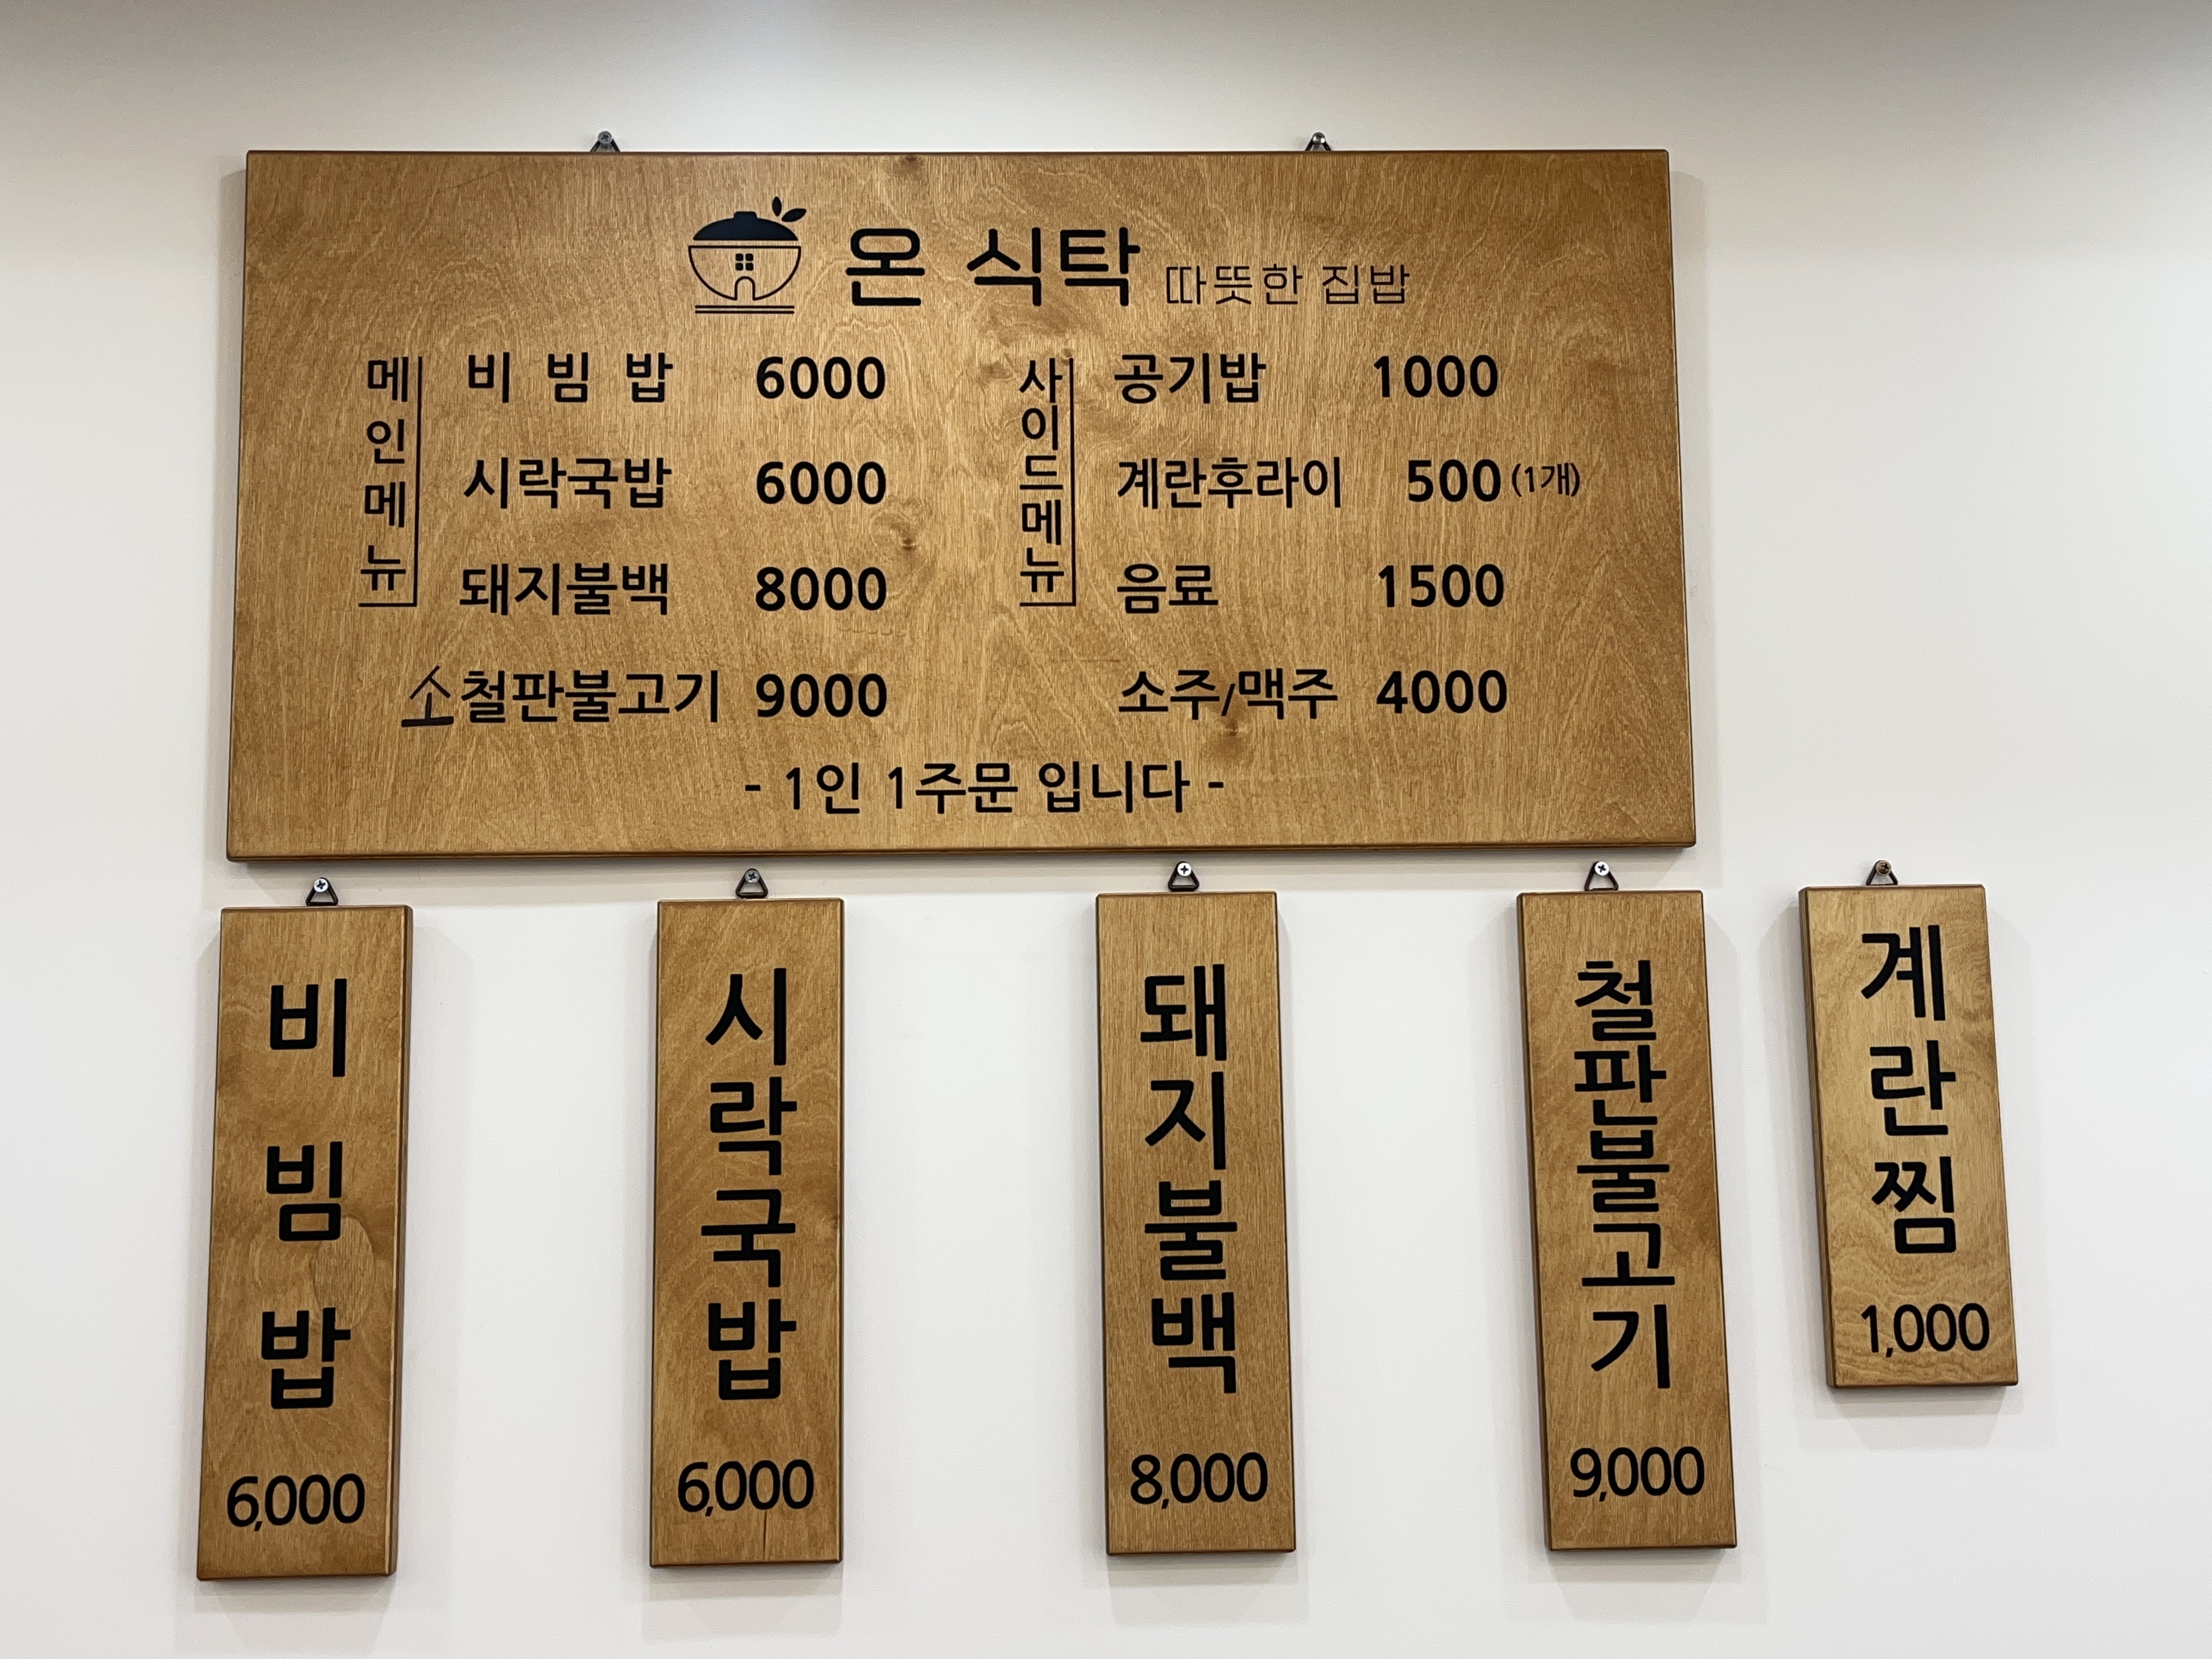 온 식탁 따뜻한 집밥
메인메뉴
비 빔 밥 6000
시락국밥 6000
돼지불백 8000
소철판불고기 9000
사이드메뉴
공기밥 1000
계란후라이 500 (1개)
음료 1500
소주/맥주 4000
- 1인 1주문 입니다 -
비빔밥
6,000
시락국밥
6,000
돼지불백
8,000
철판불고기
9,000
계란찜
1,000